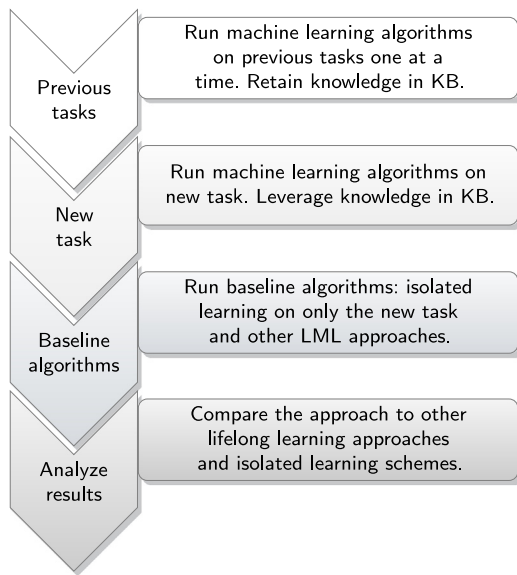 Previous
tasks
Run machine learning algorithms
on previous tasks one at a
time. Retain knowledge in KB.
New
task
Run machine learning algorithms on
new task. Leverage knowledge in KB.
Baseline
algorithms
Run baseline algorithms: isolated
learning on only the new task
and other LML approaches.
Analyze
results
Compare the approach to other
lifelong learning approaches
and isolated learning schemes.